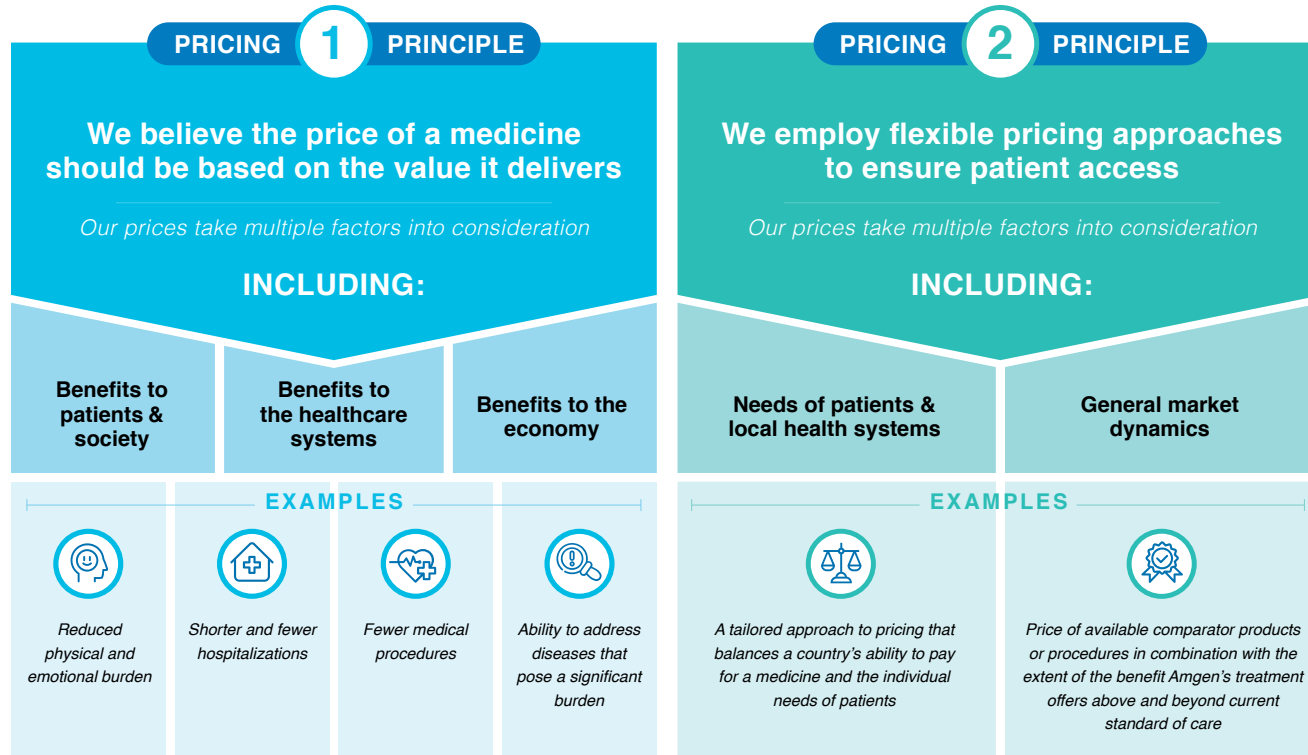 PRICING 1 PRINCIPLE
We believe the price of a medicine
should be based on the value it delivers
Our prices take multiple factors into consideration
INCLUDING:
Benefits to
patients &
society
Benefits to
the healthcare
systems
Benefits to the
economy
EXAMPLES
Reduced
physical and
emotional burden
Shorter and fewer
hospitalizations
Fewer medical
procedures
Ability to address
diseases that
pose a significant
burden
PRICING 2 PRINCIPLE
We employ flexible pricing approaches
to ensure patient access
Our prices take multiple factors into consideration
INCLUDING:
Needs of patients &
local health systems
General market
dynamics
EXAMPLES
A tailored approach to pricing that
balances a country’s ability to pay
for a medicine and the individual
needs of patients
Price of available comparator products
or procedures in combination with the
extent of the benefit Amgen’s treatment
offers above and beyond current
standard of care